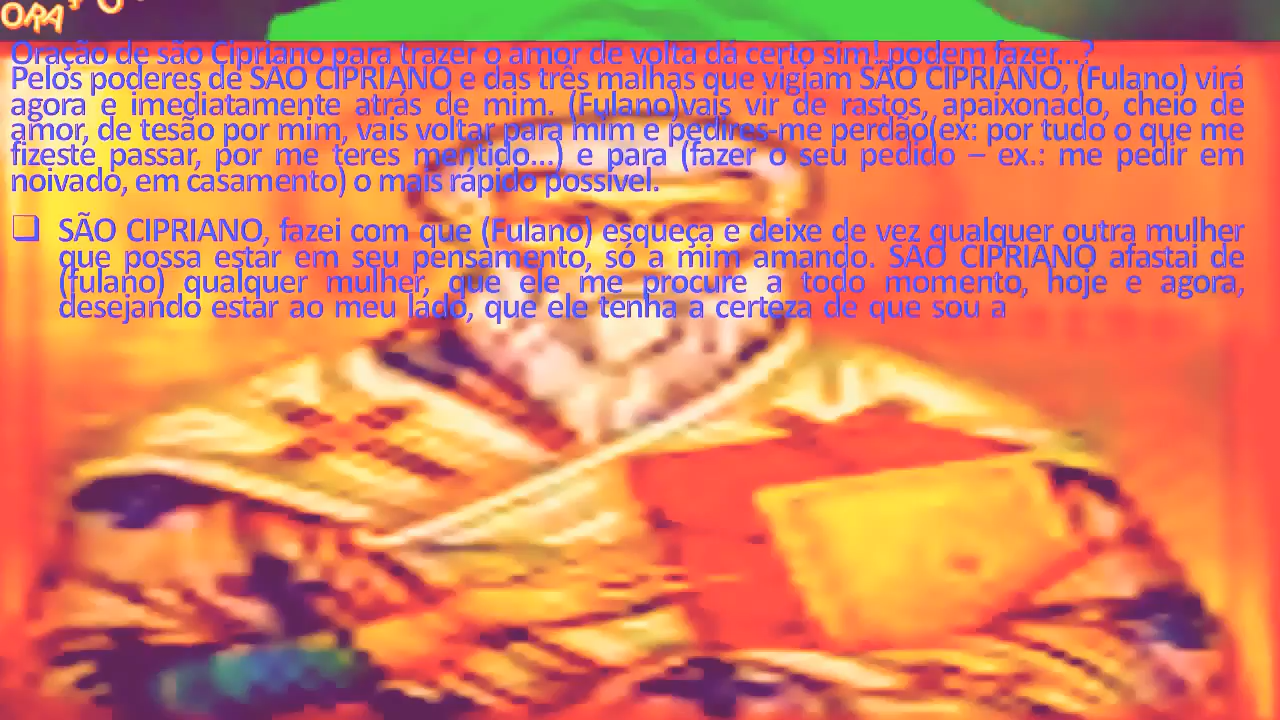 ORA
Oração de são Cipriano para trazer o amor de volta dá certo sim! podem fazer...?
Pelos poderes de SÃO CIPRIANO e das três malhas que vigiam SÃO CIPRIANO, (Fulano) virá
agora e imediatamente atrás de mim. (Fulano)vais vir de rastos, apaixonado, cheio de
amor, de tesão por mim, vais voltar para mim e pedires-me perdão(ex: por tudo o que me
fizeste passar, por me teres mentido...) e para (fazer o seu pedido – ex.: me pedir em
noivado, em casamento) o mais rápido possível.
❑ SÃO CIPRIANO, fazei com que (Fulano) esqueça e deixe de vez qualquer outra mulher
que possa estar em seu pensamento, só a mim amando. SÃO CIPRIANO afastai de
(fulano) qualquer mulher, que ele me procure a todo momento, hoje e agora,
desejando estar ao meu lado, que ele tenha a certeza de que sou a